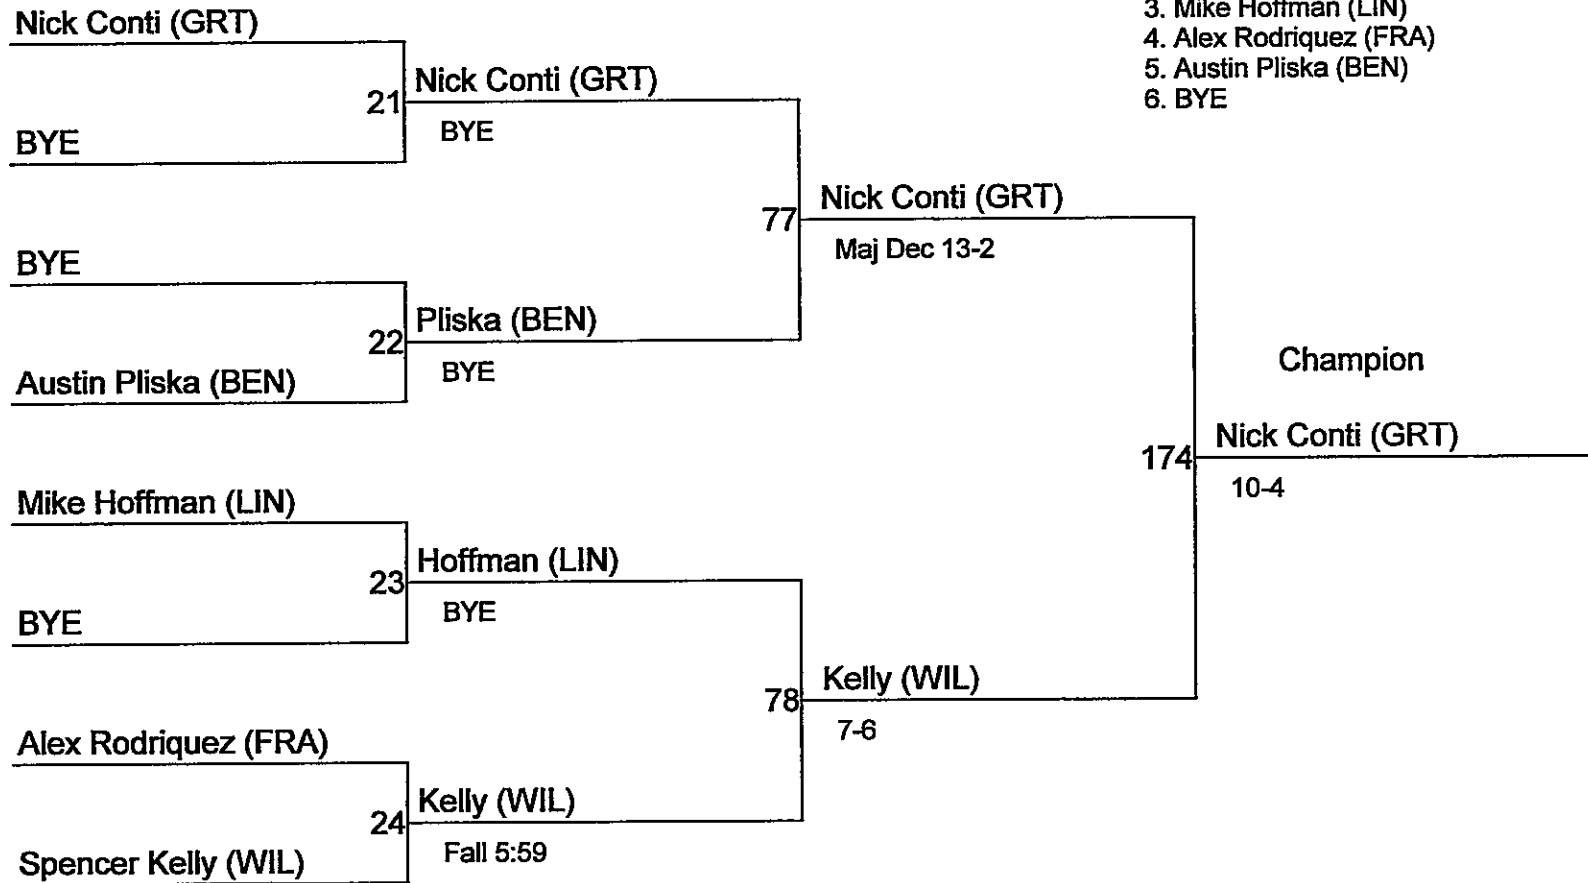 Nick Conti (GRT)
21
Nick Conti (GRT)
BYE
BYE
77
Nick Conti (GRT)
Maj Dec 13-2
BYE
22
Pliska (BEN)
BYE
Austin Pliska (BEN)
174
Champion
Nick Conti (GRT)
10-4
Mike Hoffman (LIN)
23
Hoffman (LIN)
BYE
BYE
78
Kelly (WIL)
7-6
Alex Rodriquez (FRA)
24
Kelly (WIL)
Fall 5:59
Spencer Kelly (WIL)
3. Mike Hoffman (LIN)
4. Alex Rodriquez (FRA)
5. Austin Pliska (BEN)
6. BYE